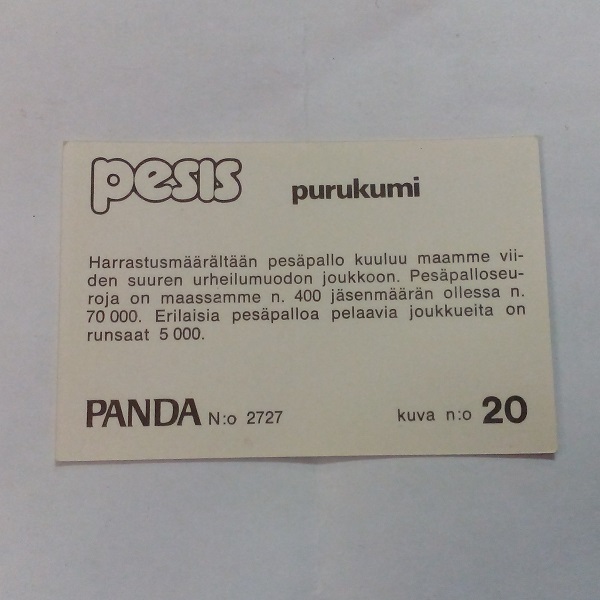 pesis purukumi
Harrastusmäärältään pesäpallo kuuluu maamme vii-
den suuren urheilumuodon joukkoon. Pesäpalloseu-
roja on maassamme n. 400 jäsenmäärän ollessa n.
70 000. Erilaisia pesäpalloa pelaavia joukkueita on
runsaat 5 000.
PANDA N:o 2727 kuva n:o 20